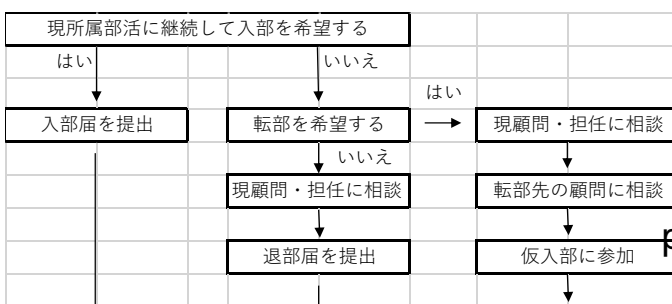 現所属部活に継続して入部を希望する
はい
いいえ
はい
入部届を提出
転部を希望する
現顧問・担任に相談
いいえ
現顧問・担任に相談
転部先の顧問に相談
退部届を提出
仮入部に参加